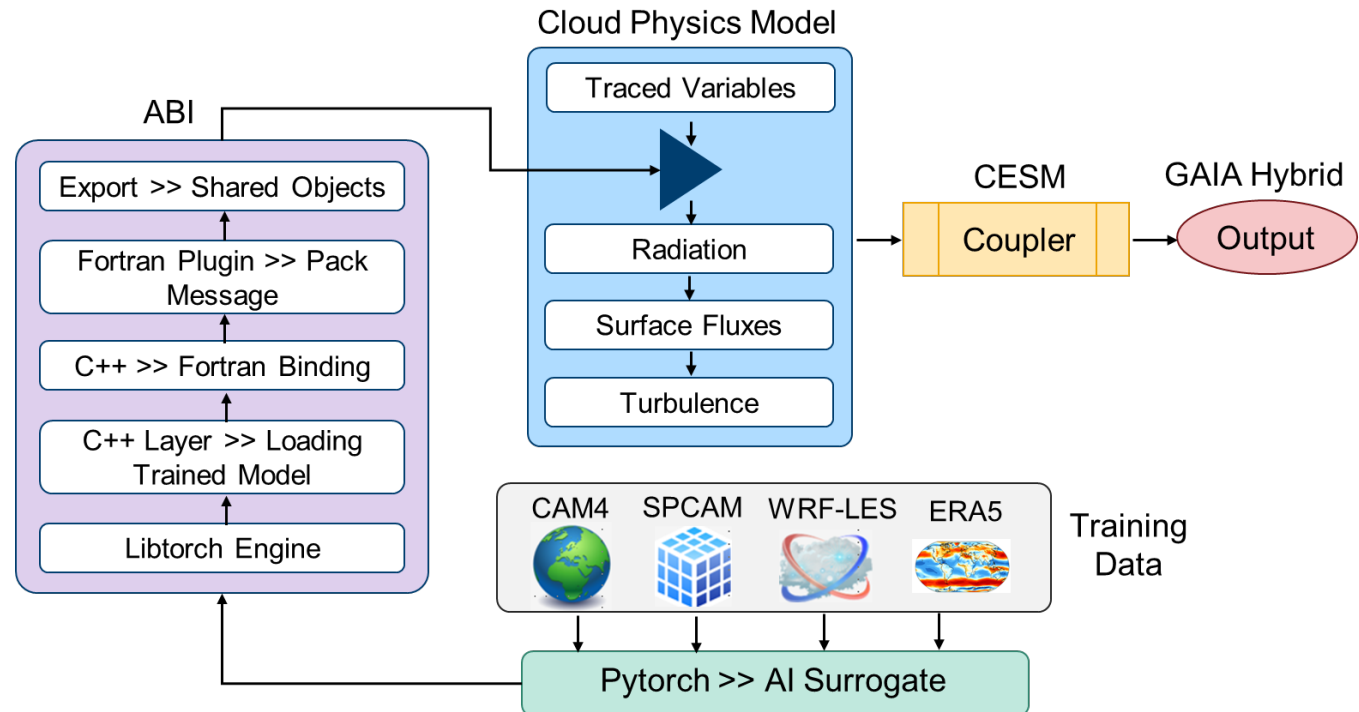 Cloud Physics Model
Traced Variables
Radiation
Surface Fluxes
Turbulence
ABI
Export >> Shared Objects
Fortran Plugin >> Pack
Message
C++ >> Fortran Binding
C++ Layer >> Loading
Trained Model
Libtorch Engine
CESM
Coupler
GAIA Hybrid
Output
CAM4
SPCAM
WRF-LES
ERA5
Training
Data
Pytorch >> AI Surrogate